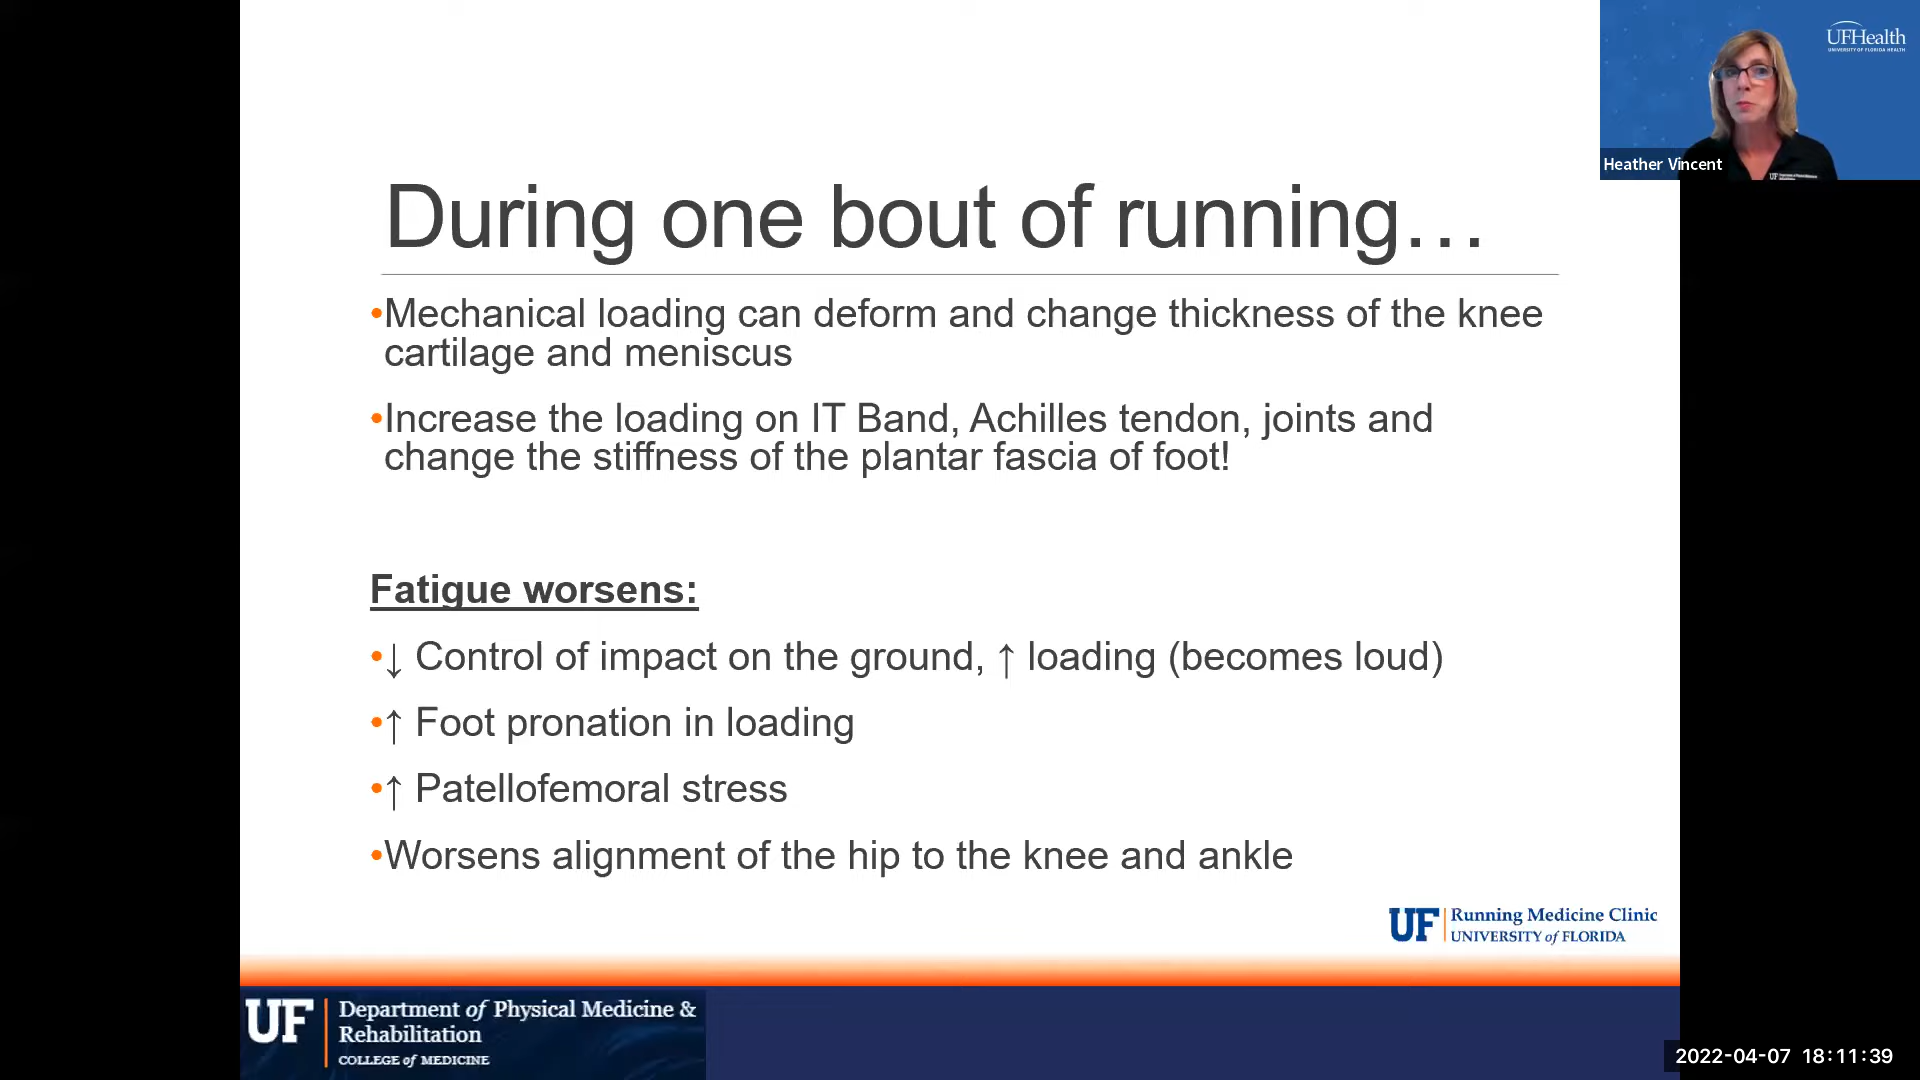 UFHealth
UNIVERSITY OF FLORIDA HEALTH
Heather Vincent
During one bout of running…
•Mechanical loading can deform and change thickness of the knee
cartilage and meniscus
•Increase the loading on IT Band, Achilles tendon, joints and
change the stiffness of the plantar fascia of foot!
Fatigue worsens:
•↓ Control of impact on the ground, ↑ loading (becomes loud)
•↑ Foot pronation in loading
•↑ Patellofemoral stress
•Worsens alignment of the hip to the knee and ankle
UF Running Medicine Clinic
UNIVERSITY of FLORIDA
UF Department of Physical Medicine &
Rehabilitation
COLLEGE of MEDICINE
2022-04-07 18:11:39